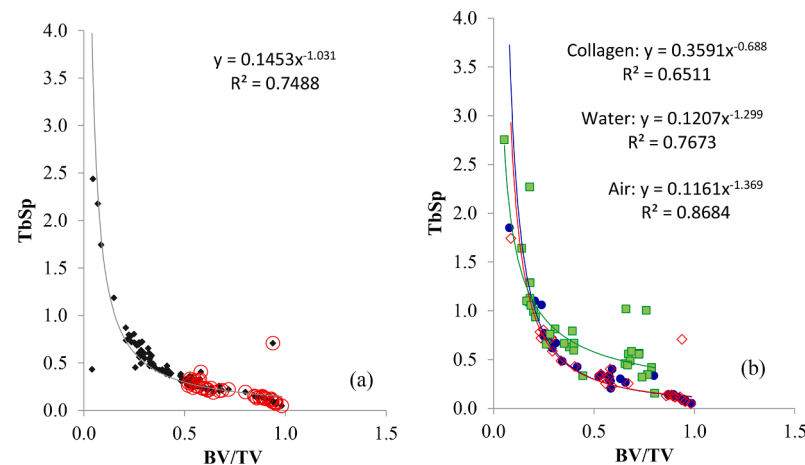 4.0
3.5
3.0
2.5
2.0
1.5
1.0
0.5
0.0
TbSp
0.0 0.5 1.0 1.5
BV/TV
y = 0.1453x^-1.031
R² = 0.7488
(a)
4.0
3.5
3.0
2.5
2.0
1.5
1.0
0.5
0.0
TbSp
0.0 0.5 1.0 1.5
BV/TV
Collagen: y = 0.3591x^-0.688
R² = 0.6511
Water: y = 0.1207x^-1.299
R² = 0.7673
Air: y = 0.1161x^-1.369
R² = 0.8684
(b)